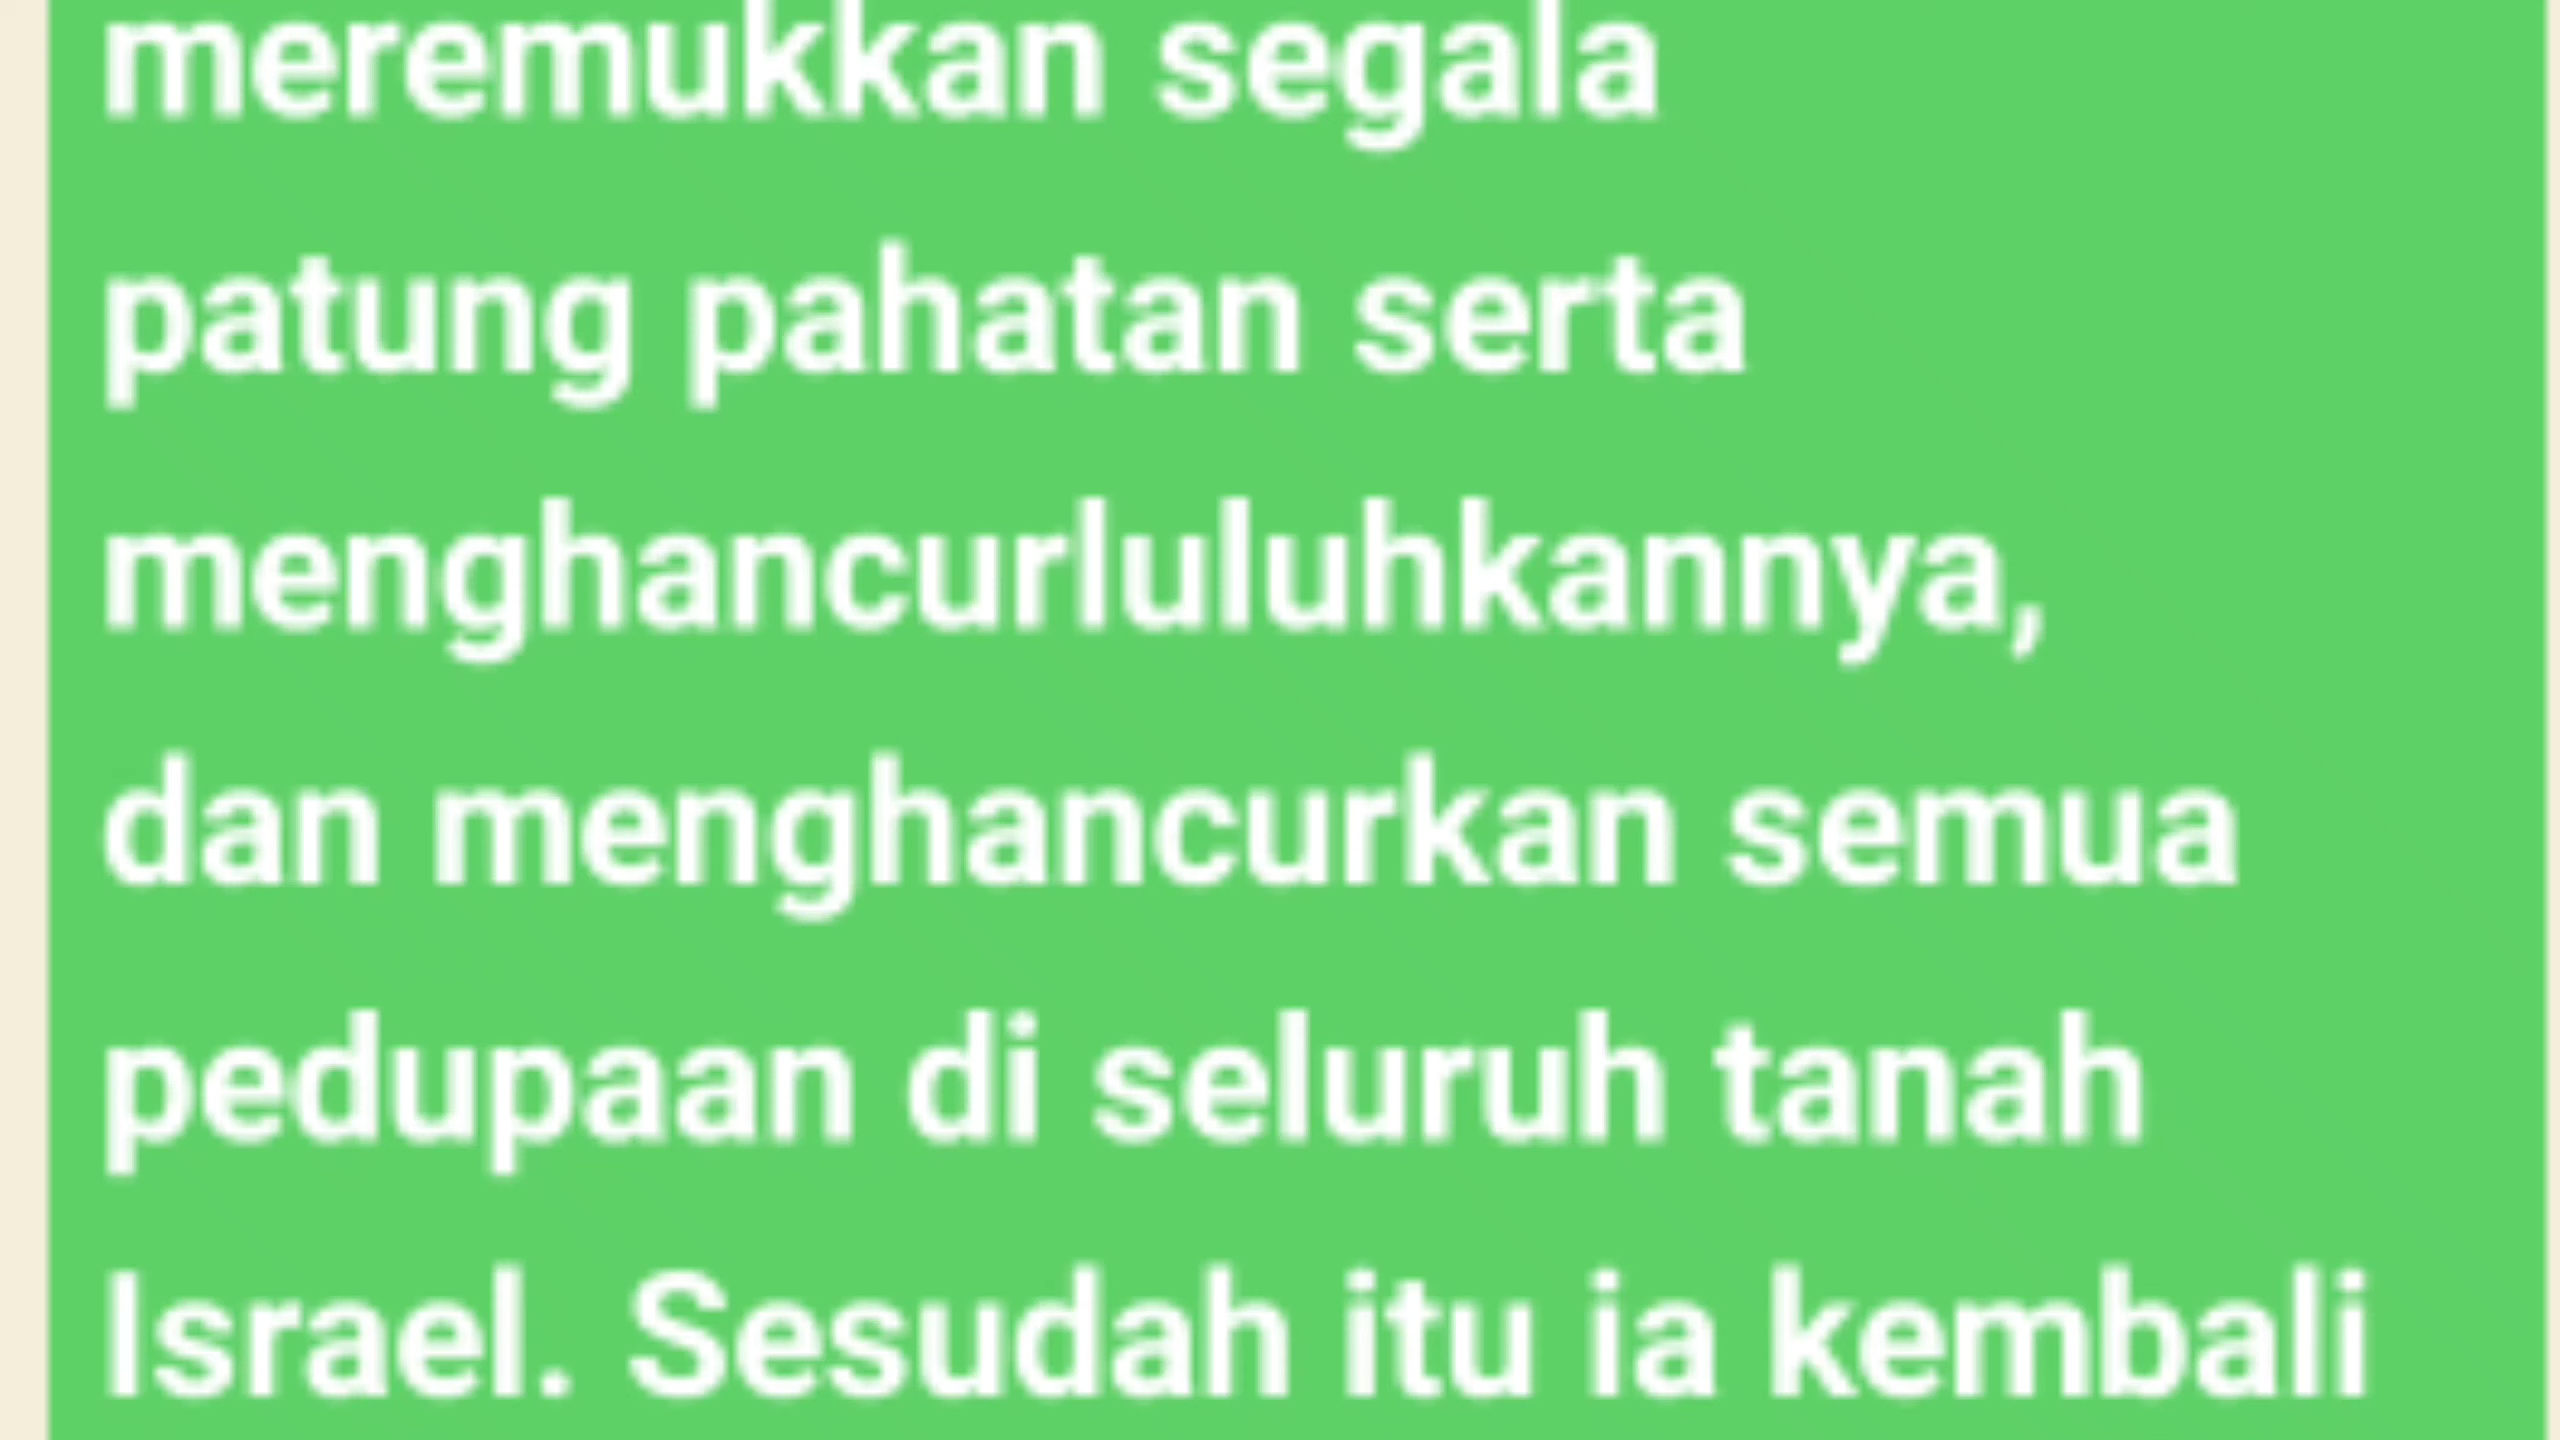 meremukkan segala
patung pahatan serta
menghancurluluhkannya,
dan menghancurkan semua
pedupaan di seluruh tanah
Israel. Sesudah itu ia kembali